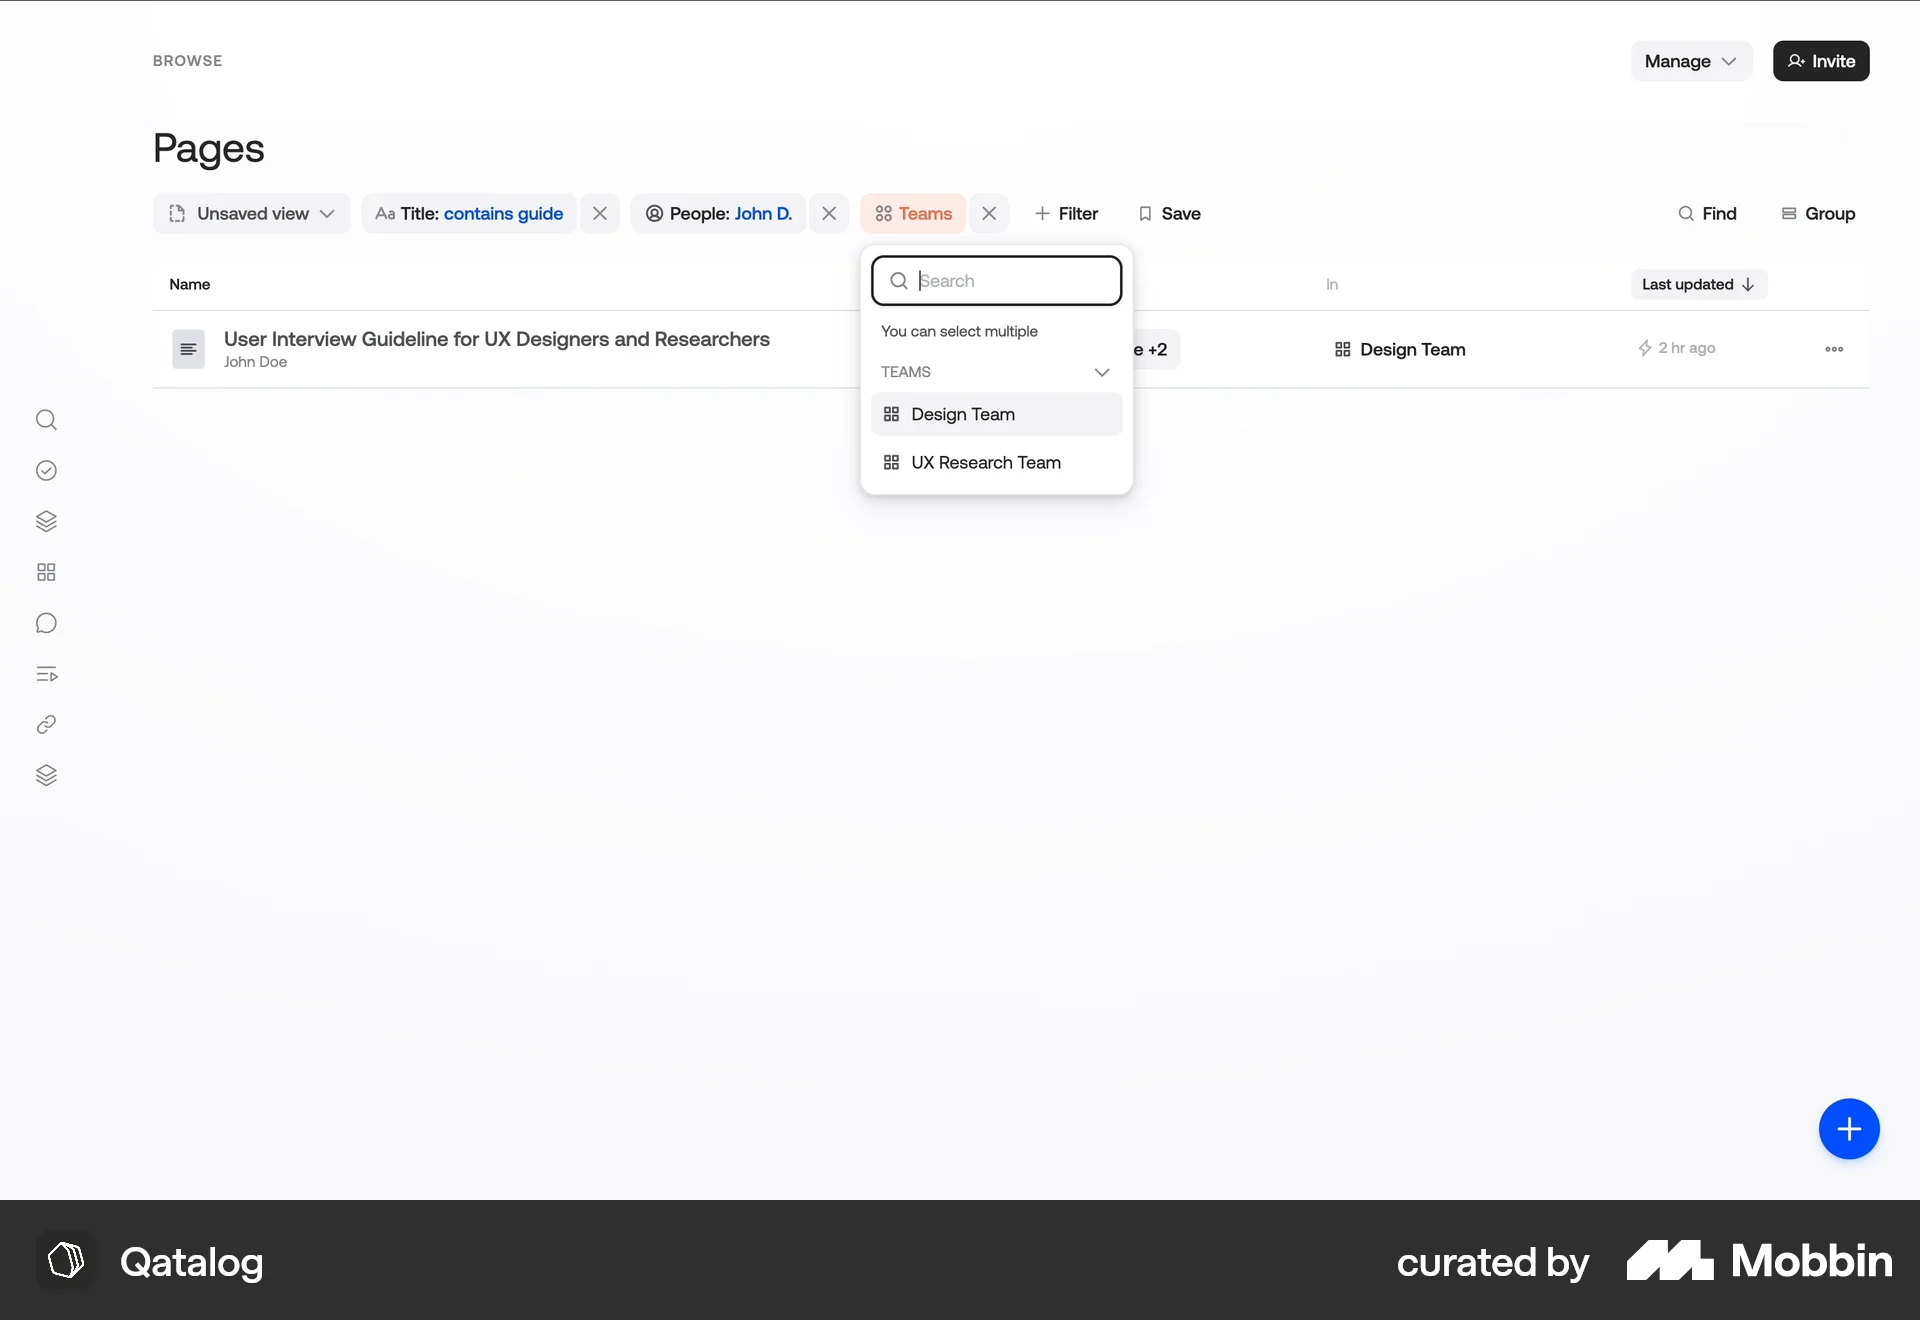 BROWSE
Manage
Invite
Pages
Unsaved view
Aa Title: contains guide
People: John D.
Teams
Filter
Save
Find
Group
Name
Search
In
Last updated
User Interview Guideline for UX Designers and Researchers
John Doe
You can select multiple
e +2
Design Team
2 hr ago
TEAMS
Design Team
UX Research Team
Qatalog
curated by
Mobbin